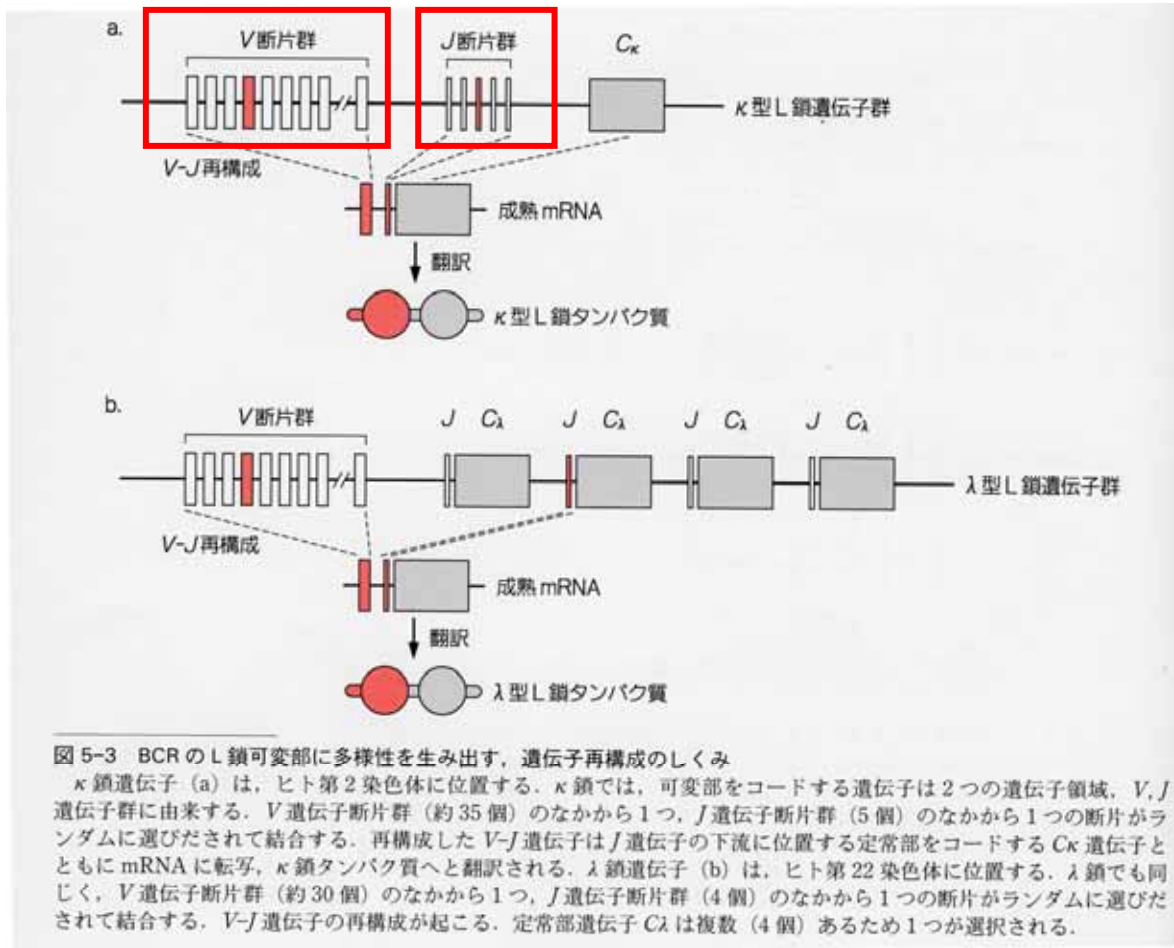 a.
V断片群
J断片群
Cκ
κ型L鎖遺伝子群
V-J再構成
成熟mRNA
翻訳
κ型L鎖タンパク質
b.
V断片群
J Cλ J Cλ J Cλ J Cλ
λ型L鎖遺伝子群
V-J再構成
成熟mRNA
翻訳
λ型L鎖タンパク質
図 5-3 BCR のL鎖可変部に多様性を生み出す,遺伝子再構成のしくみ
κ鎖遺伝子(a)は,ヒト第2染色体に位置する.κ鎖では,可変部をコードする遺伝子は2つの遺伝子領域,V, J
遺伝子群に由来する.V遺伝子断片群(約35個)のなかから1つ,J遺伝子断片群(5個)のなかから1つの断片がラ
ンダムに選びだされて結合する.再構成したV-J遺伝子はJ遺伝子の下流に位置する定常部をコードするCκ遺伝子と
ともにmRNAに転写,κ鎖タンパク質へと翻訳される.λ鎖遺伝子(b)は,ヒト第22染色体に位置する.λ鎖でも同
じく,V遺伝子断片群(約30個)のなかから1つ,J遺伝子断片群(4個)のなかから1つの断片がランダムに選びだ
されて結合する.V-J遺伝子の再構成が起こる.定常部遺伝子Cλは複数(4個)あるため1つが選択される.